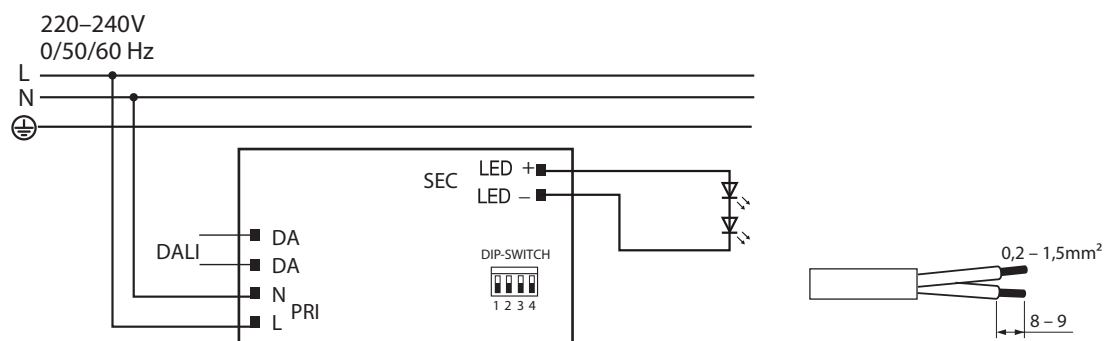 220–240V
0/50/60 Hz
L
N
SEC
LED +
LED –
DALI
DA
DA
N
PRI
L
DIP-SWITCH
1 2 3 4
0,2 – 1,5mm²
8 – 9